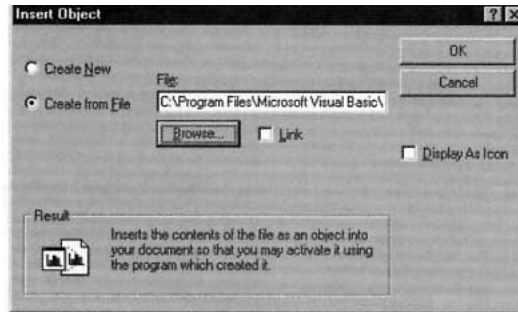 Insert Object
OK
Create New
File:
Cancel
Create from File
C:\Program Files\Microsoft Visual Basic\
Browse...
Link
Display As Icon
Result
Inserts the contents of the file as an object into
your document so that you may activate it using
the program which created it.